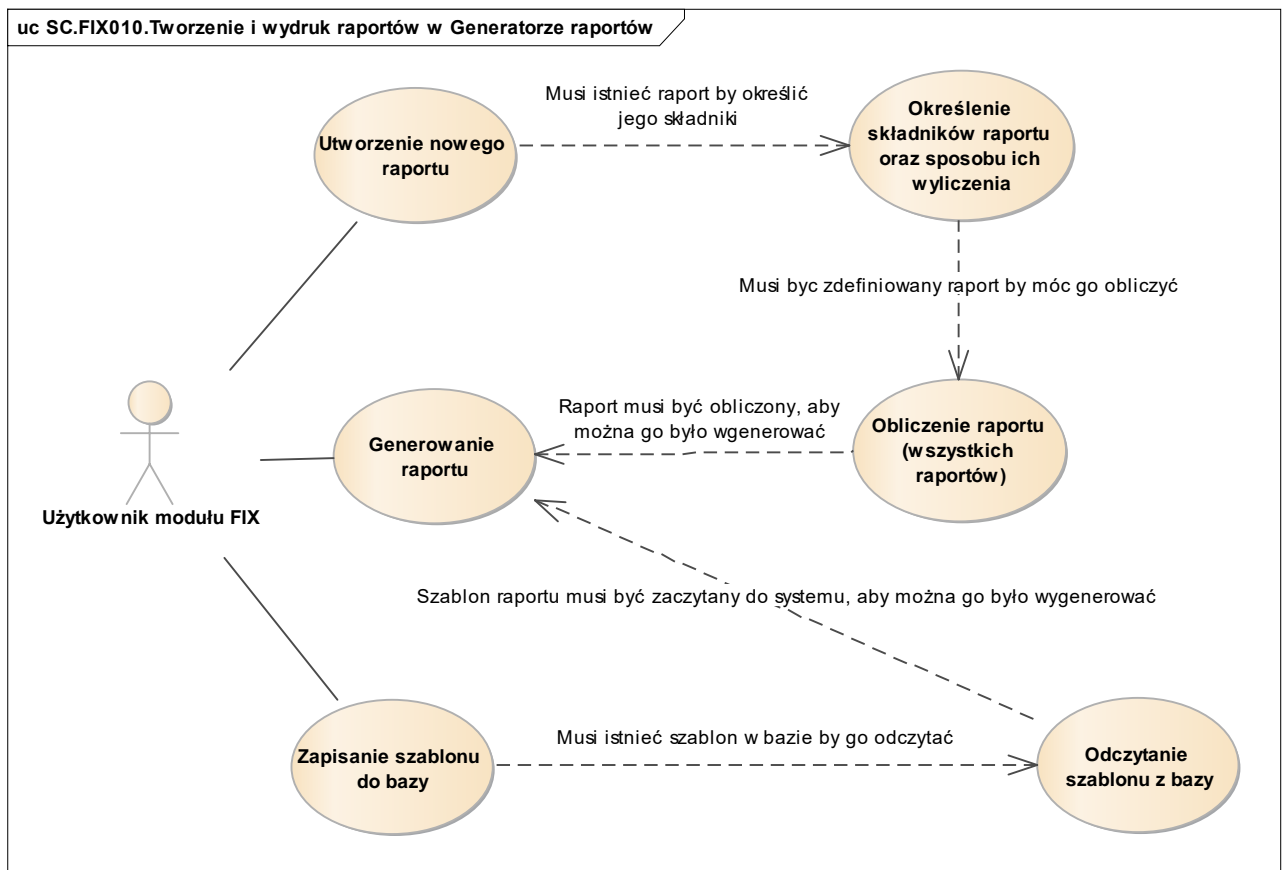 uc SC.FIX010.Tworzenie i wydruk raportów w Generatorze raportów
Musi istnieć raport by określić
jego składniki
Utworzenie nowego
raportu
Określenie
składników raportu
oraz sposobu ich
wyliczenia
Musi byc zdefiniowany raport by móc go obliczyć
Raport musi być obliczony, aby
można go było wgenerować
Generowanie
raportu
Obliczenie raportu
(wszystkich
raportów)
Użytkownik modułu FIX
Szablon raportu musi być zaczytany do systemu, aby można go było wygenerować
Zapisanie szablonu
do bazy
Musi istnieć szablon w bazie by go odczytać
Odczytanie
szablonu z bazy